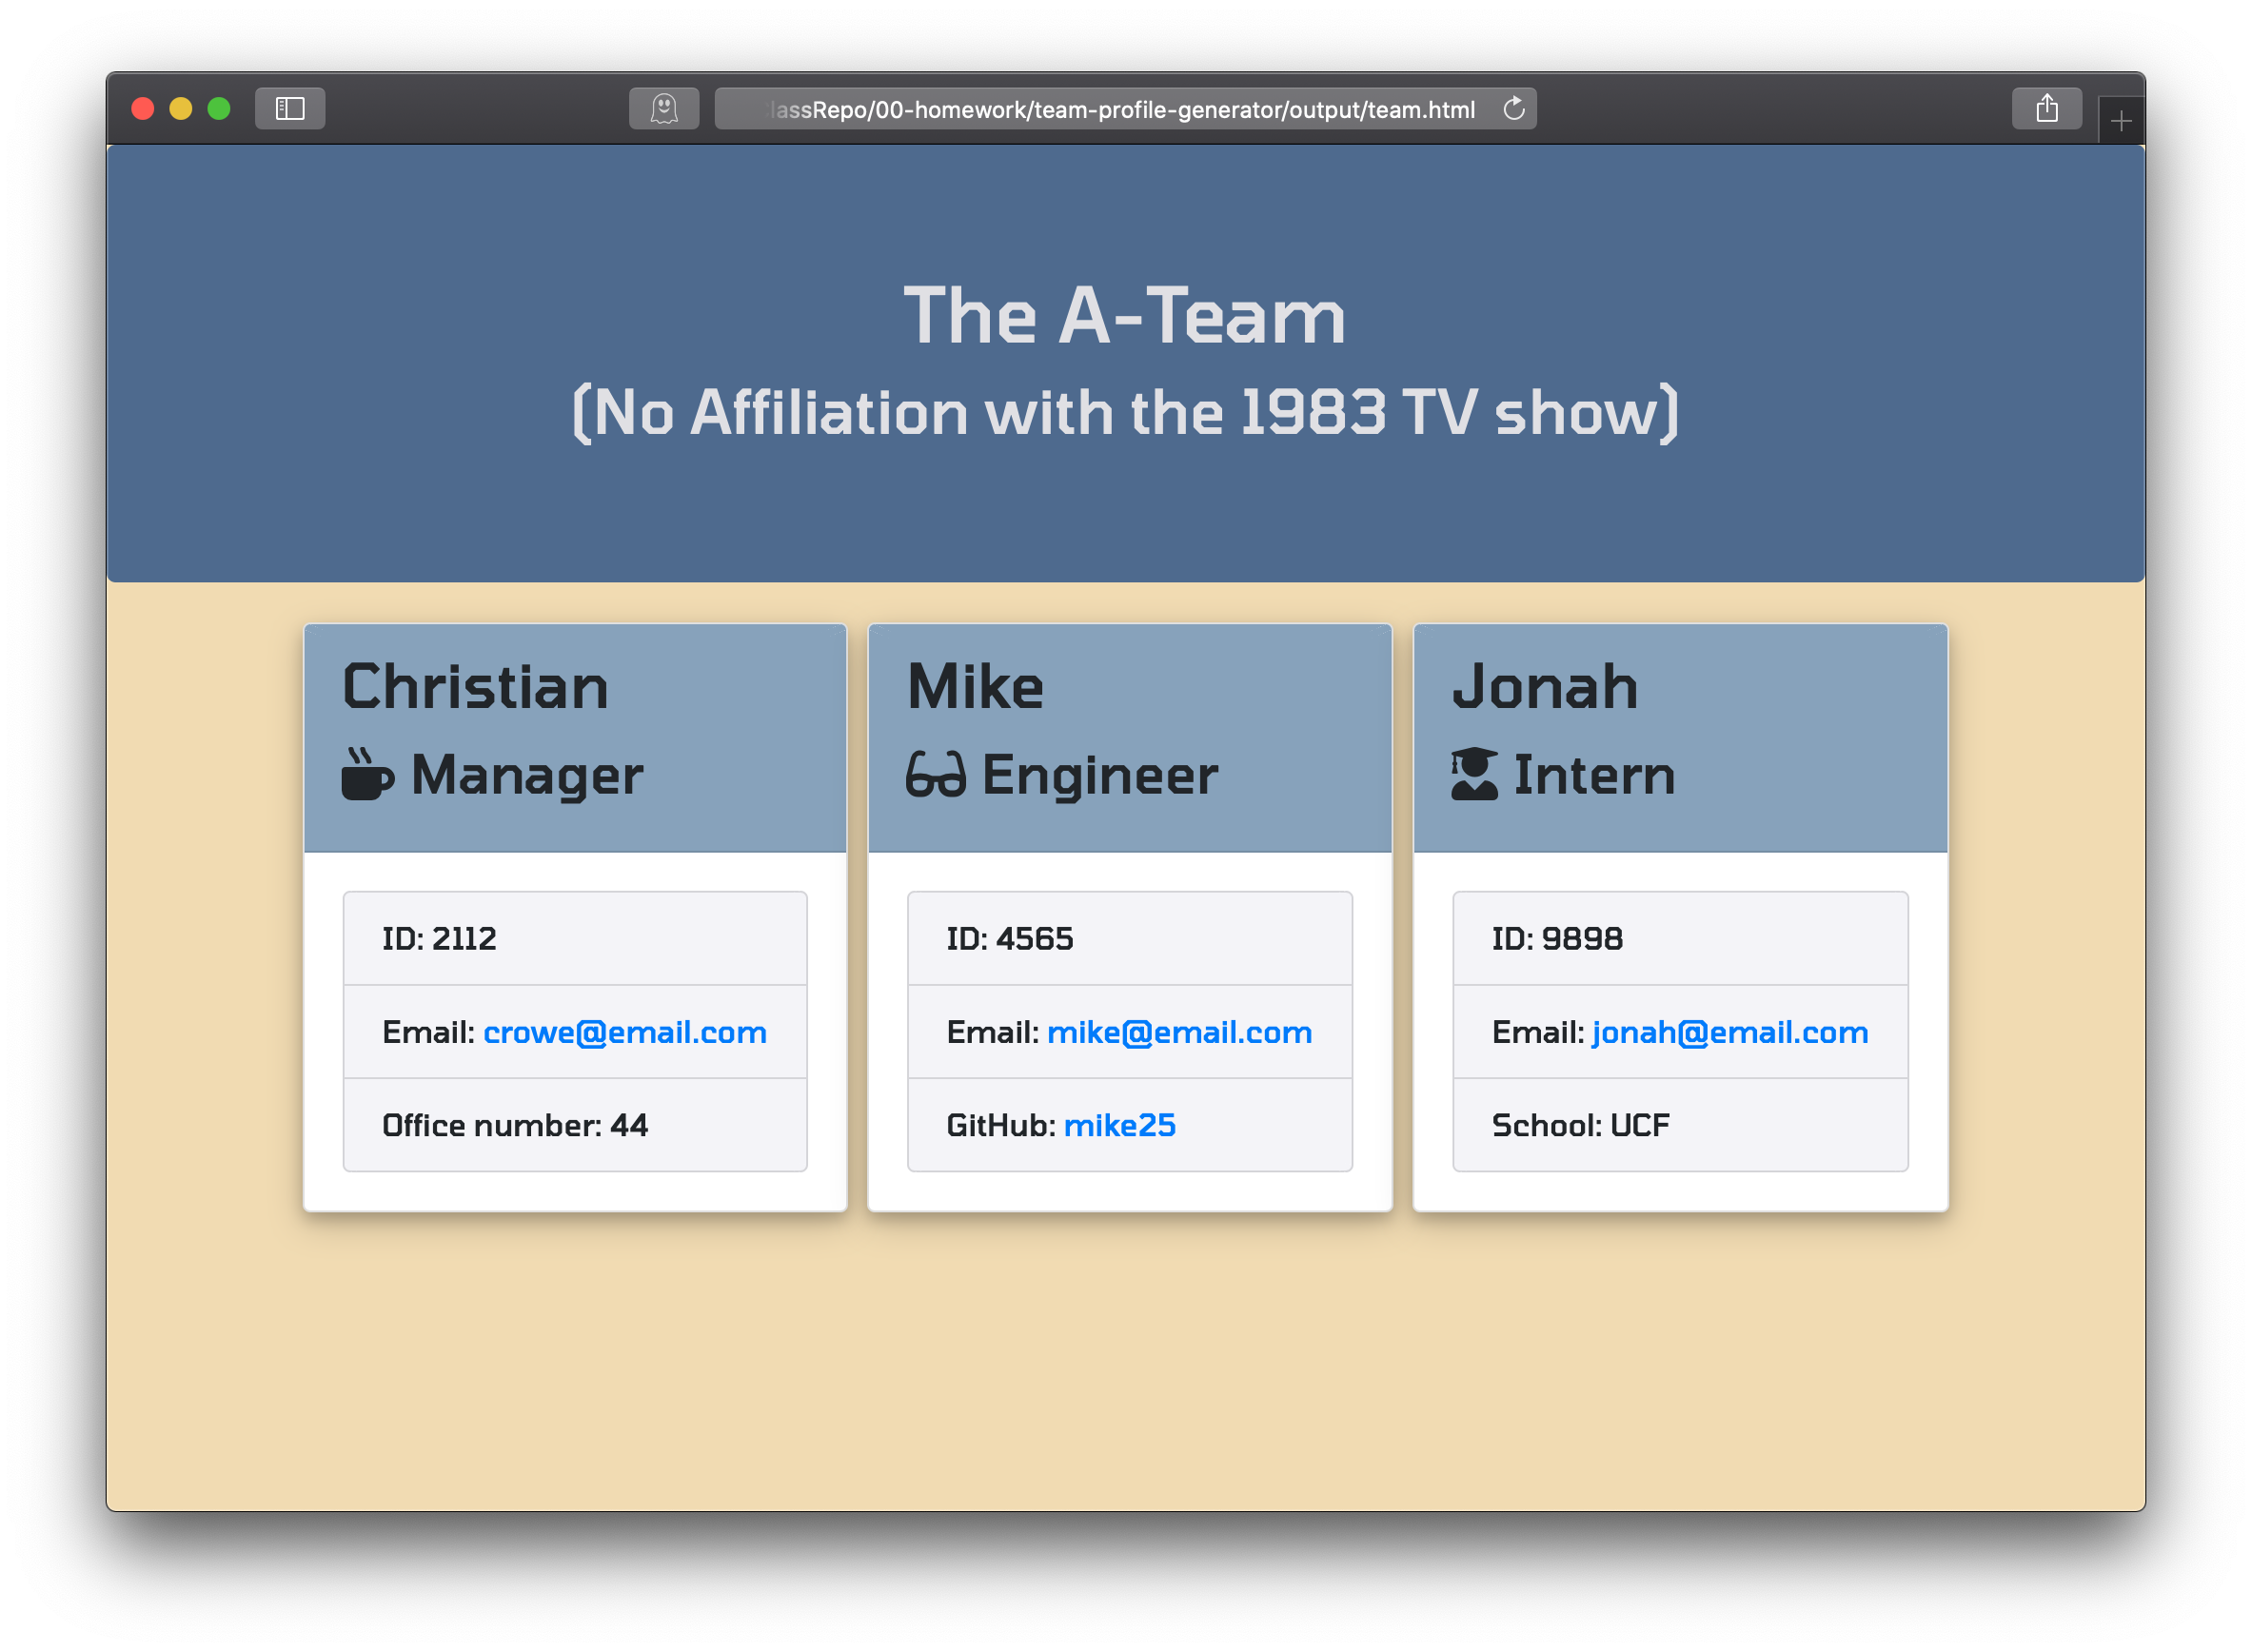 lassRepo/00-homework/team-profile-generator/output/team.html
The A-Team
(No Affiliation with the 1983 TV show)
Christian
Manager
ID: 2112
Email: crowe@email.com
Office number: 44
Mike
Engineer
ID: 4565
Email: mike@email.com
GitHub: mike25
Jonah
Intern
ID: 9898
Email: jonah@email.com
School: UCF